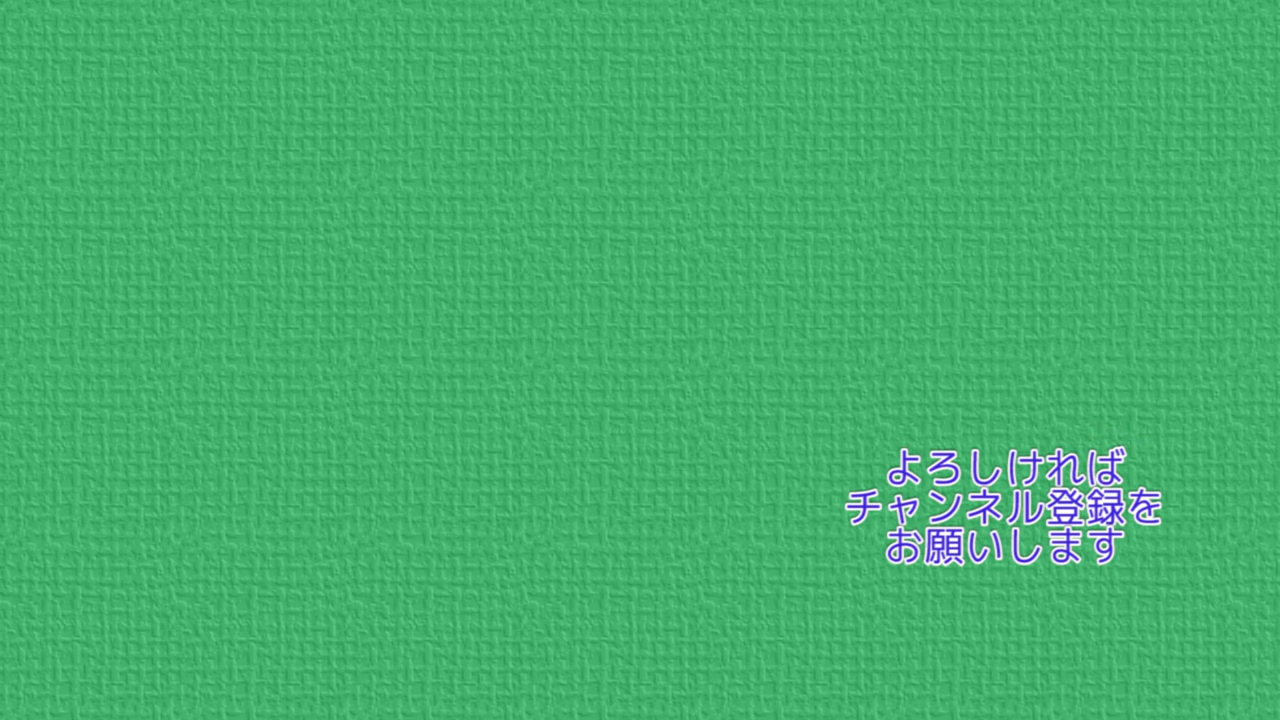 よろしければ
チャンネル登録を
お願いします